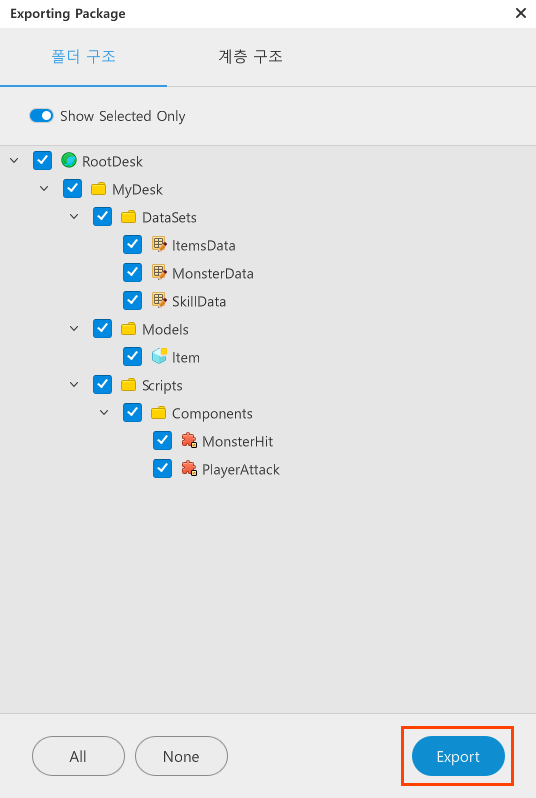 Exporting Package
폴더 구조 계층 구조
Show Selected Only
RootDesk
MyDesk
DataSets
ItemsData
MonsterData
SkillData
Models
Item
Scripts
Components
MonsterHit
PlayerAttack
All None Export